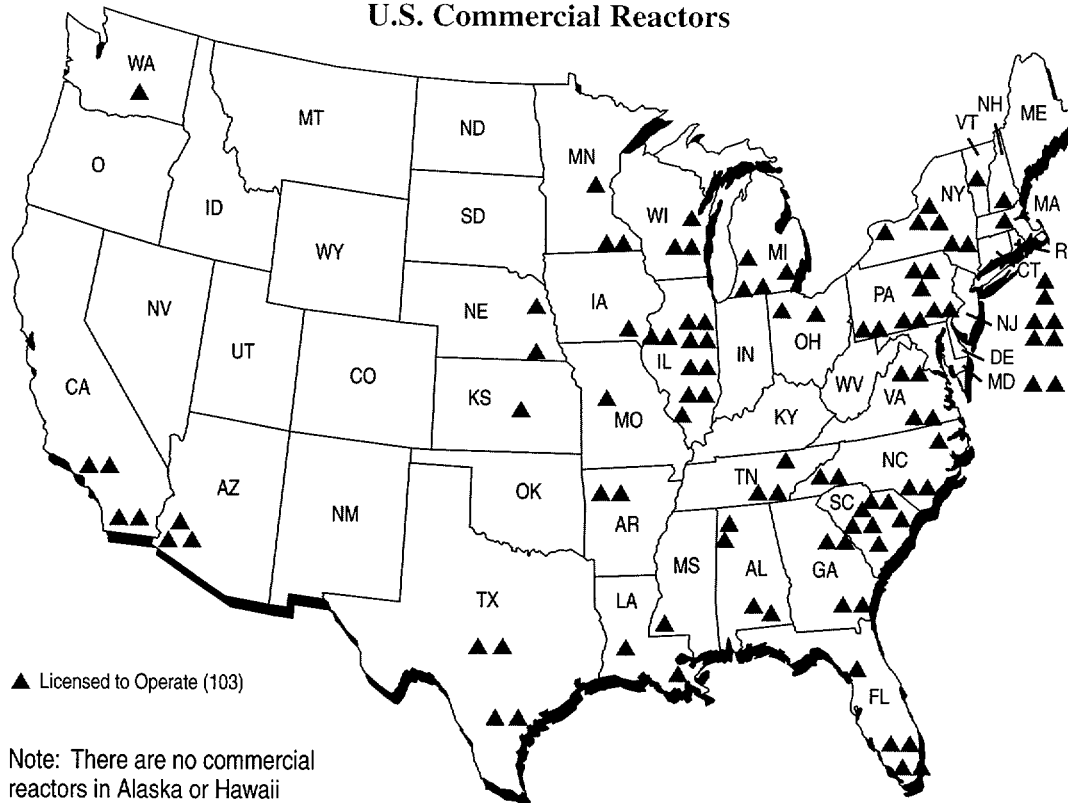 U.S. Commercial Reactors
WA
MT
ND
MN
VT
NH
ME
O
ID
SD
WI
NY
MA
WY
MI
R
CT
NV
NE
IA
PA
NJ
UT
CO
IL
IN
OH
DE
CA
KS
MO
WV
VA
MD
KY
AZ
NM
OK
TN
NC
AR
SC
MS
AL
GA
TX
LA
FL
Licensed to Operate (103)
Note: There are no commercial
reactors in Alaska or Hawaii